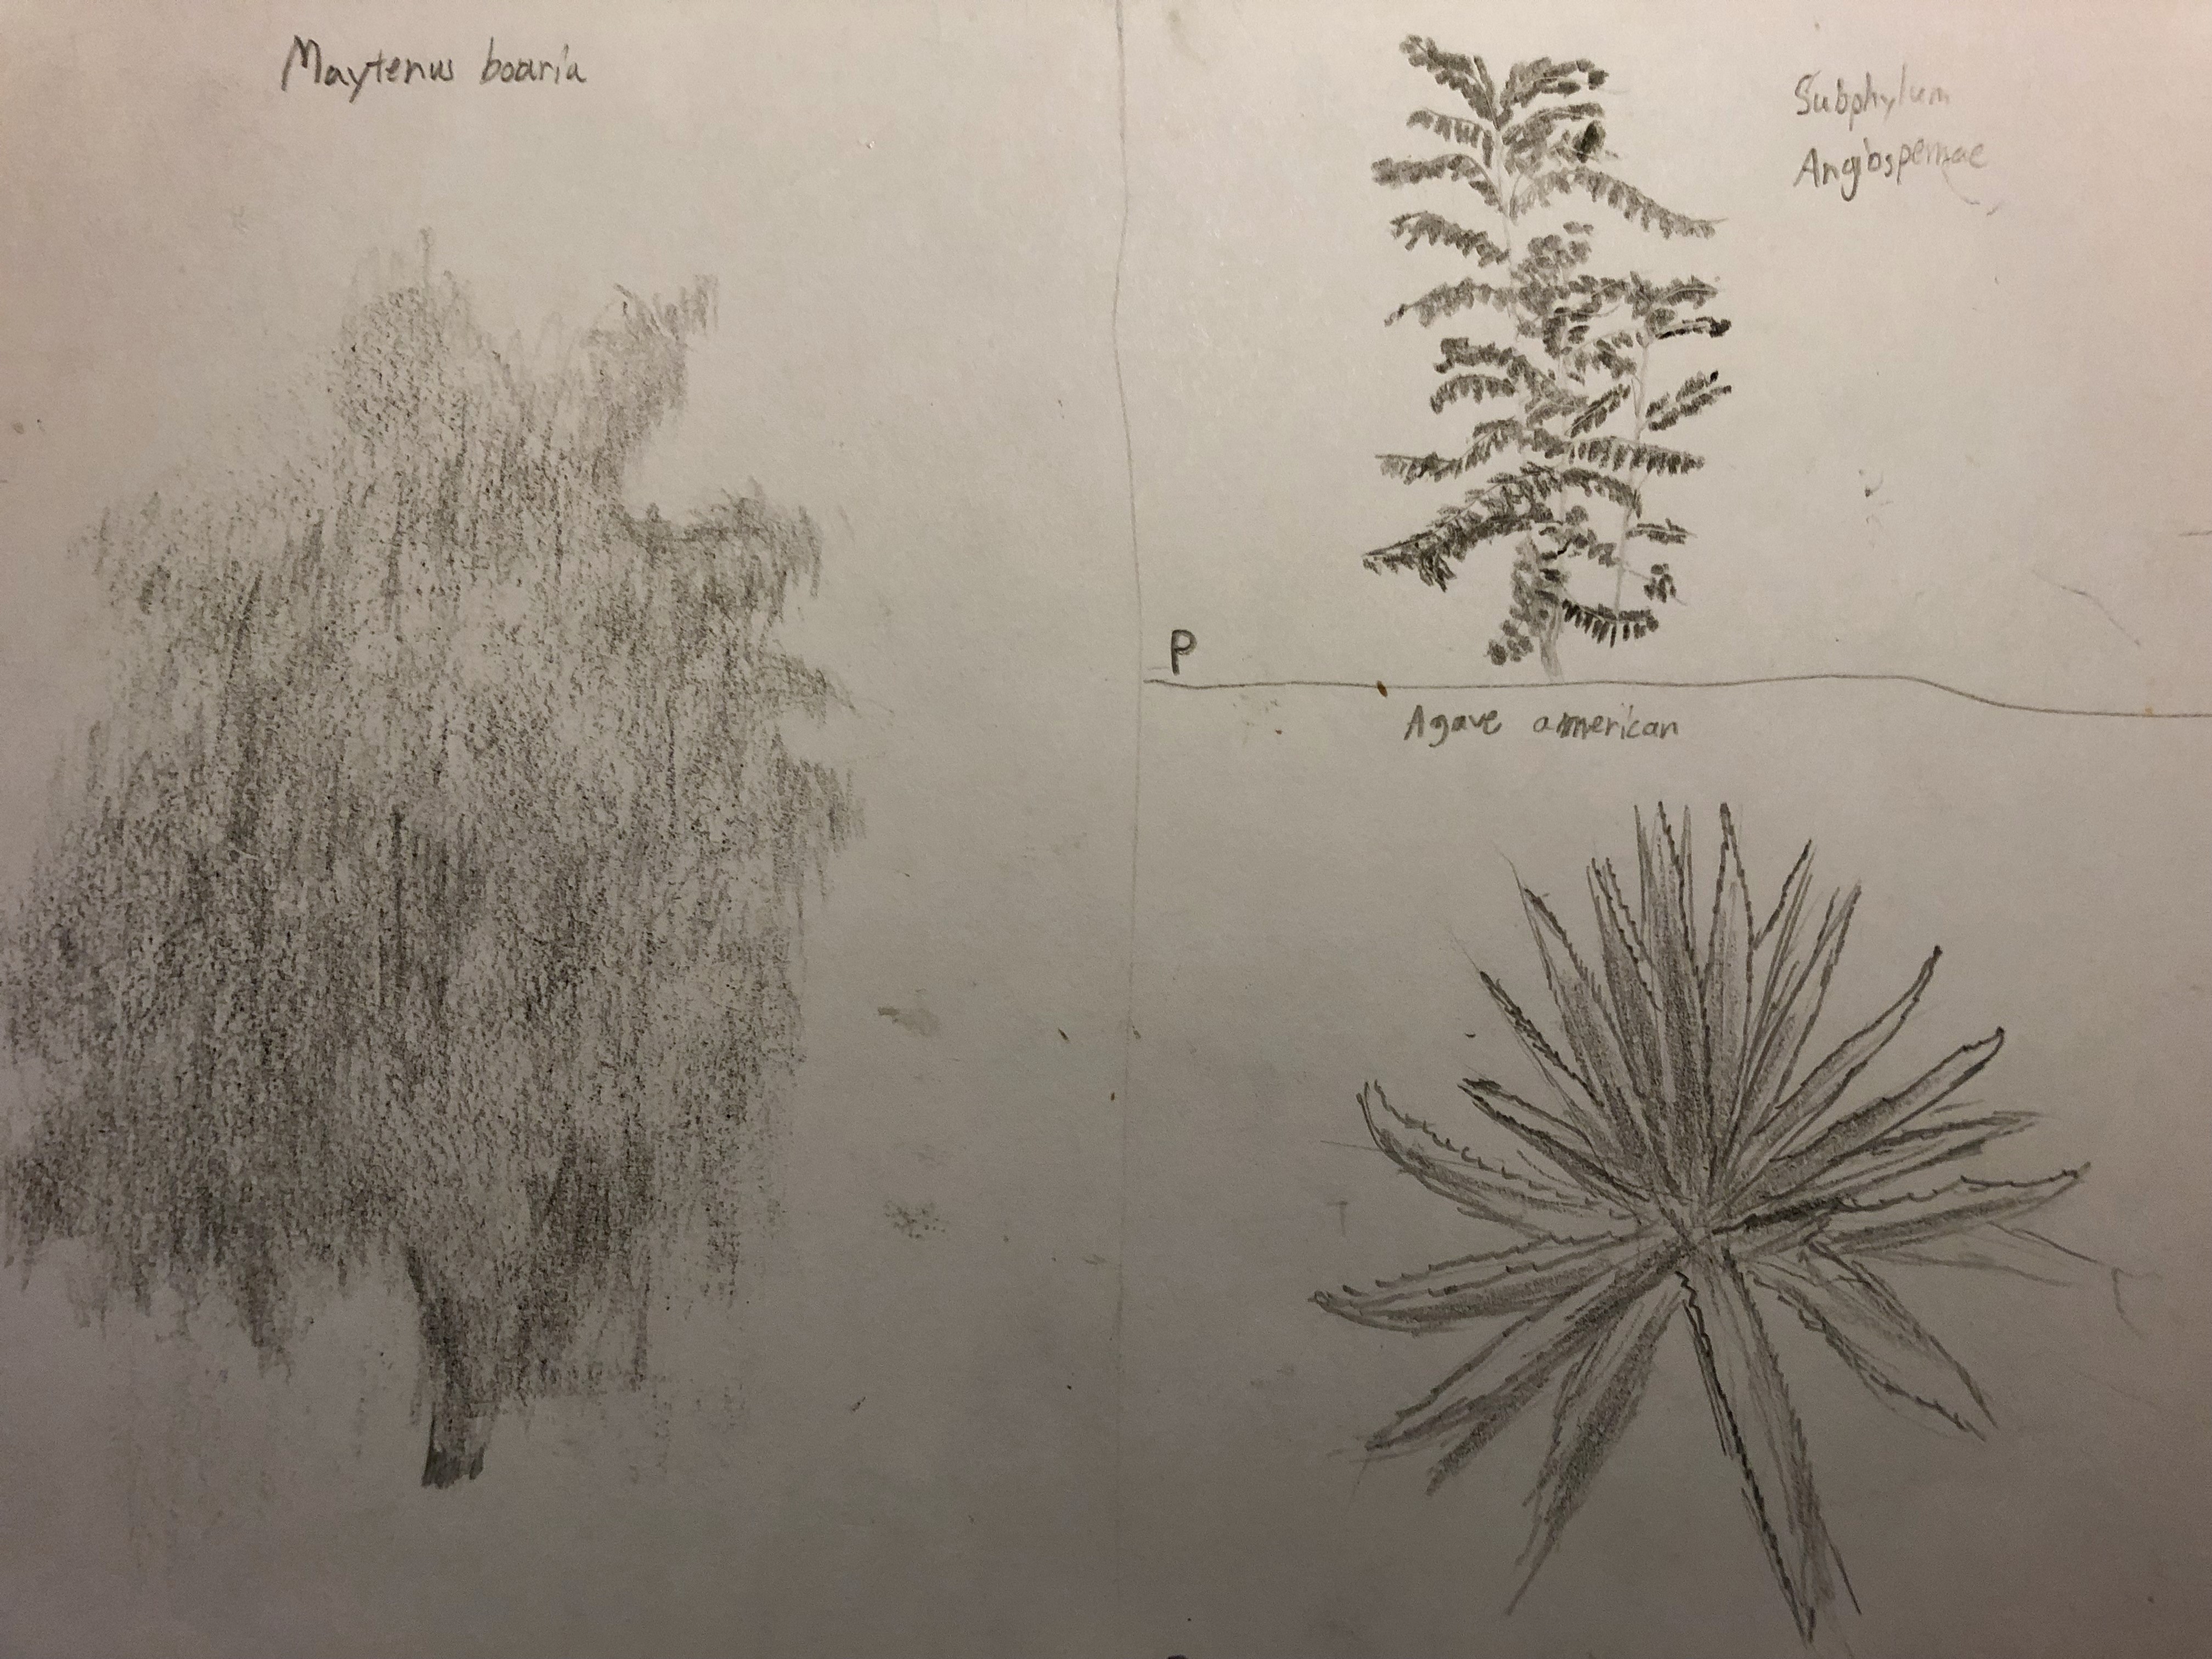 Maytenus boaria
Subphylum
Angiospermae
P
Agave american